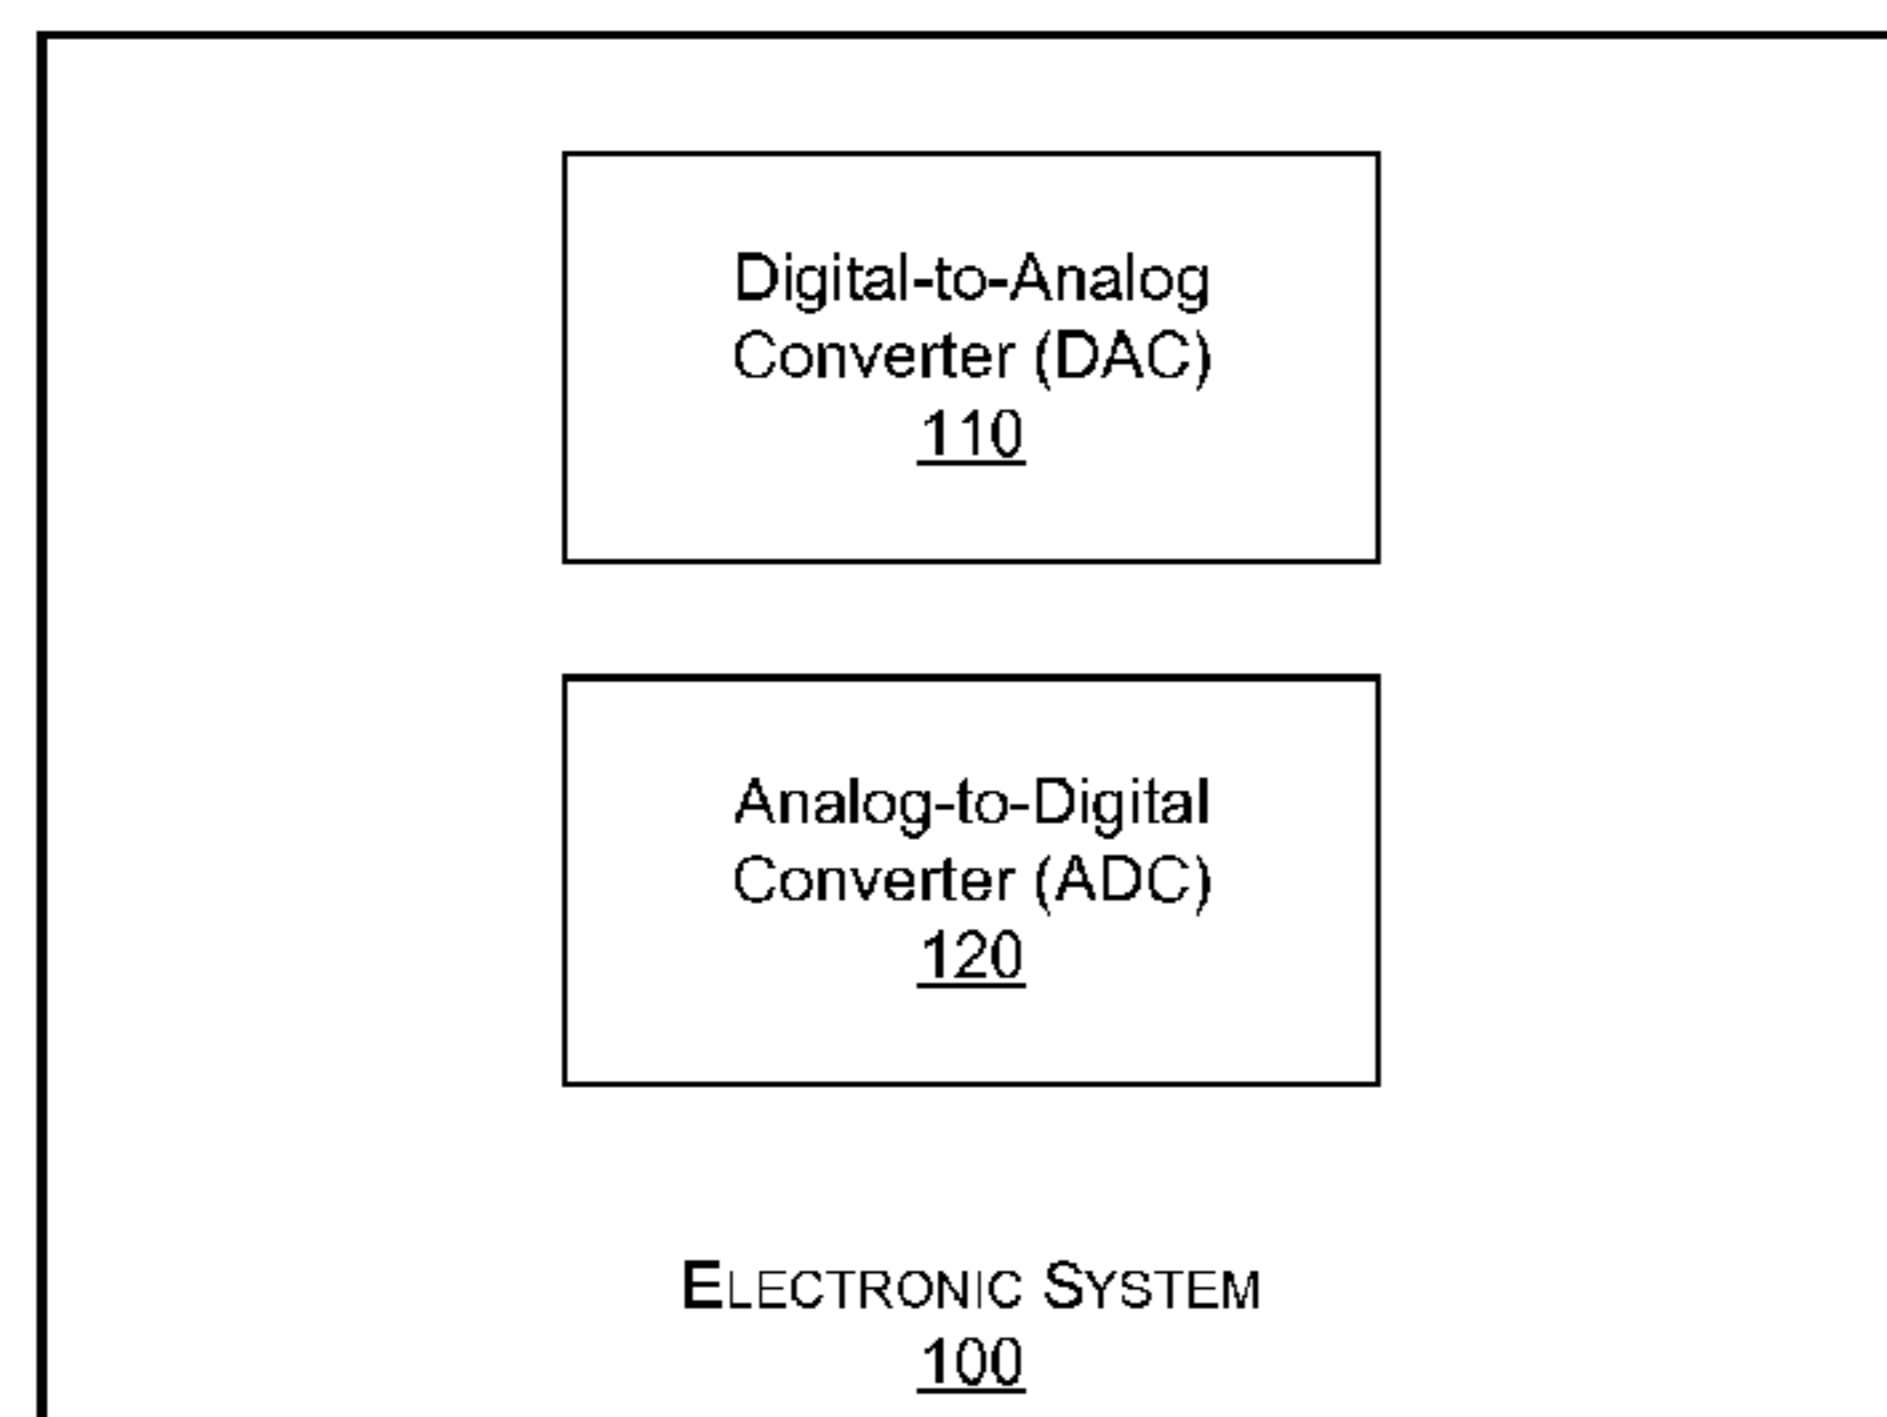 Digital-to-Analog
Converter (DAC)
110
Analog-to-Digital
Converter (ADC)
120
ELECTRONIC SYSTEM
100